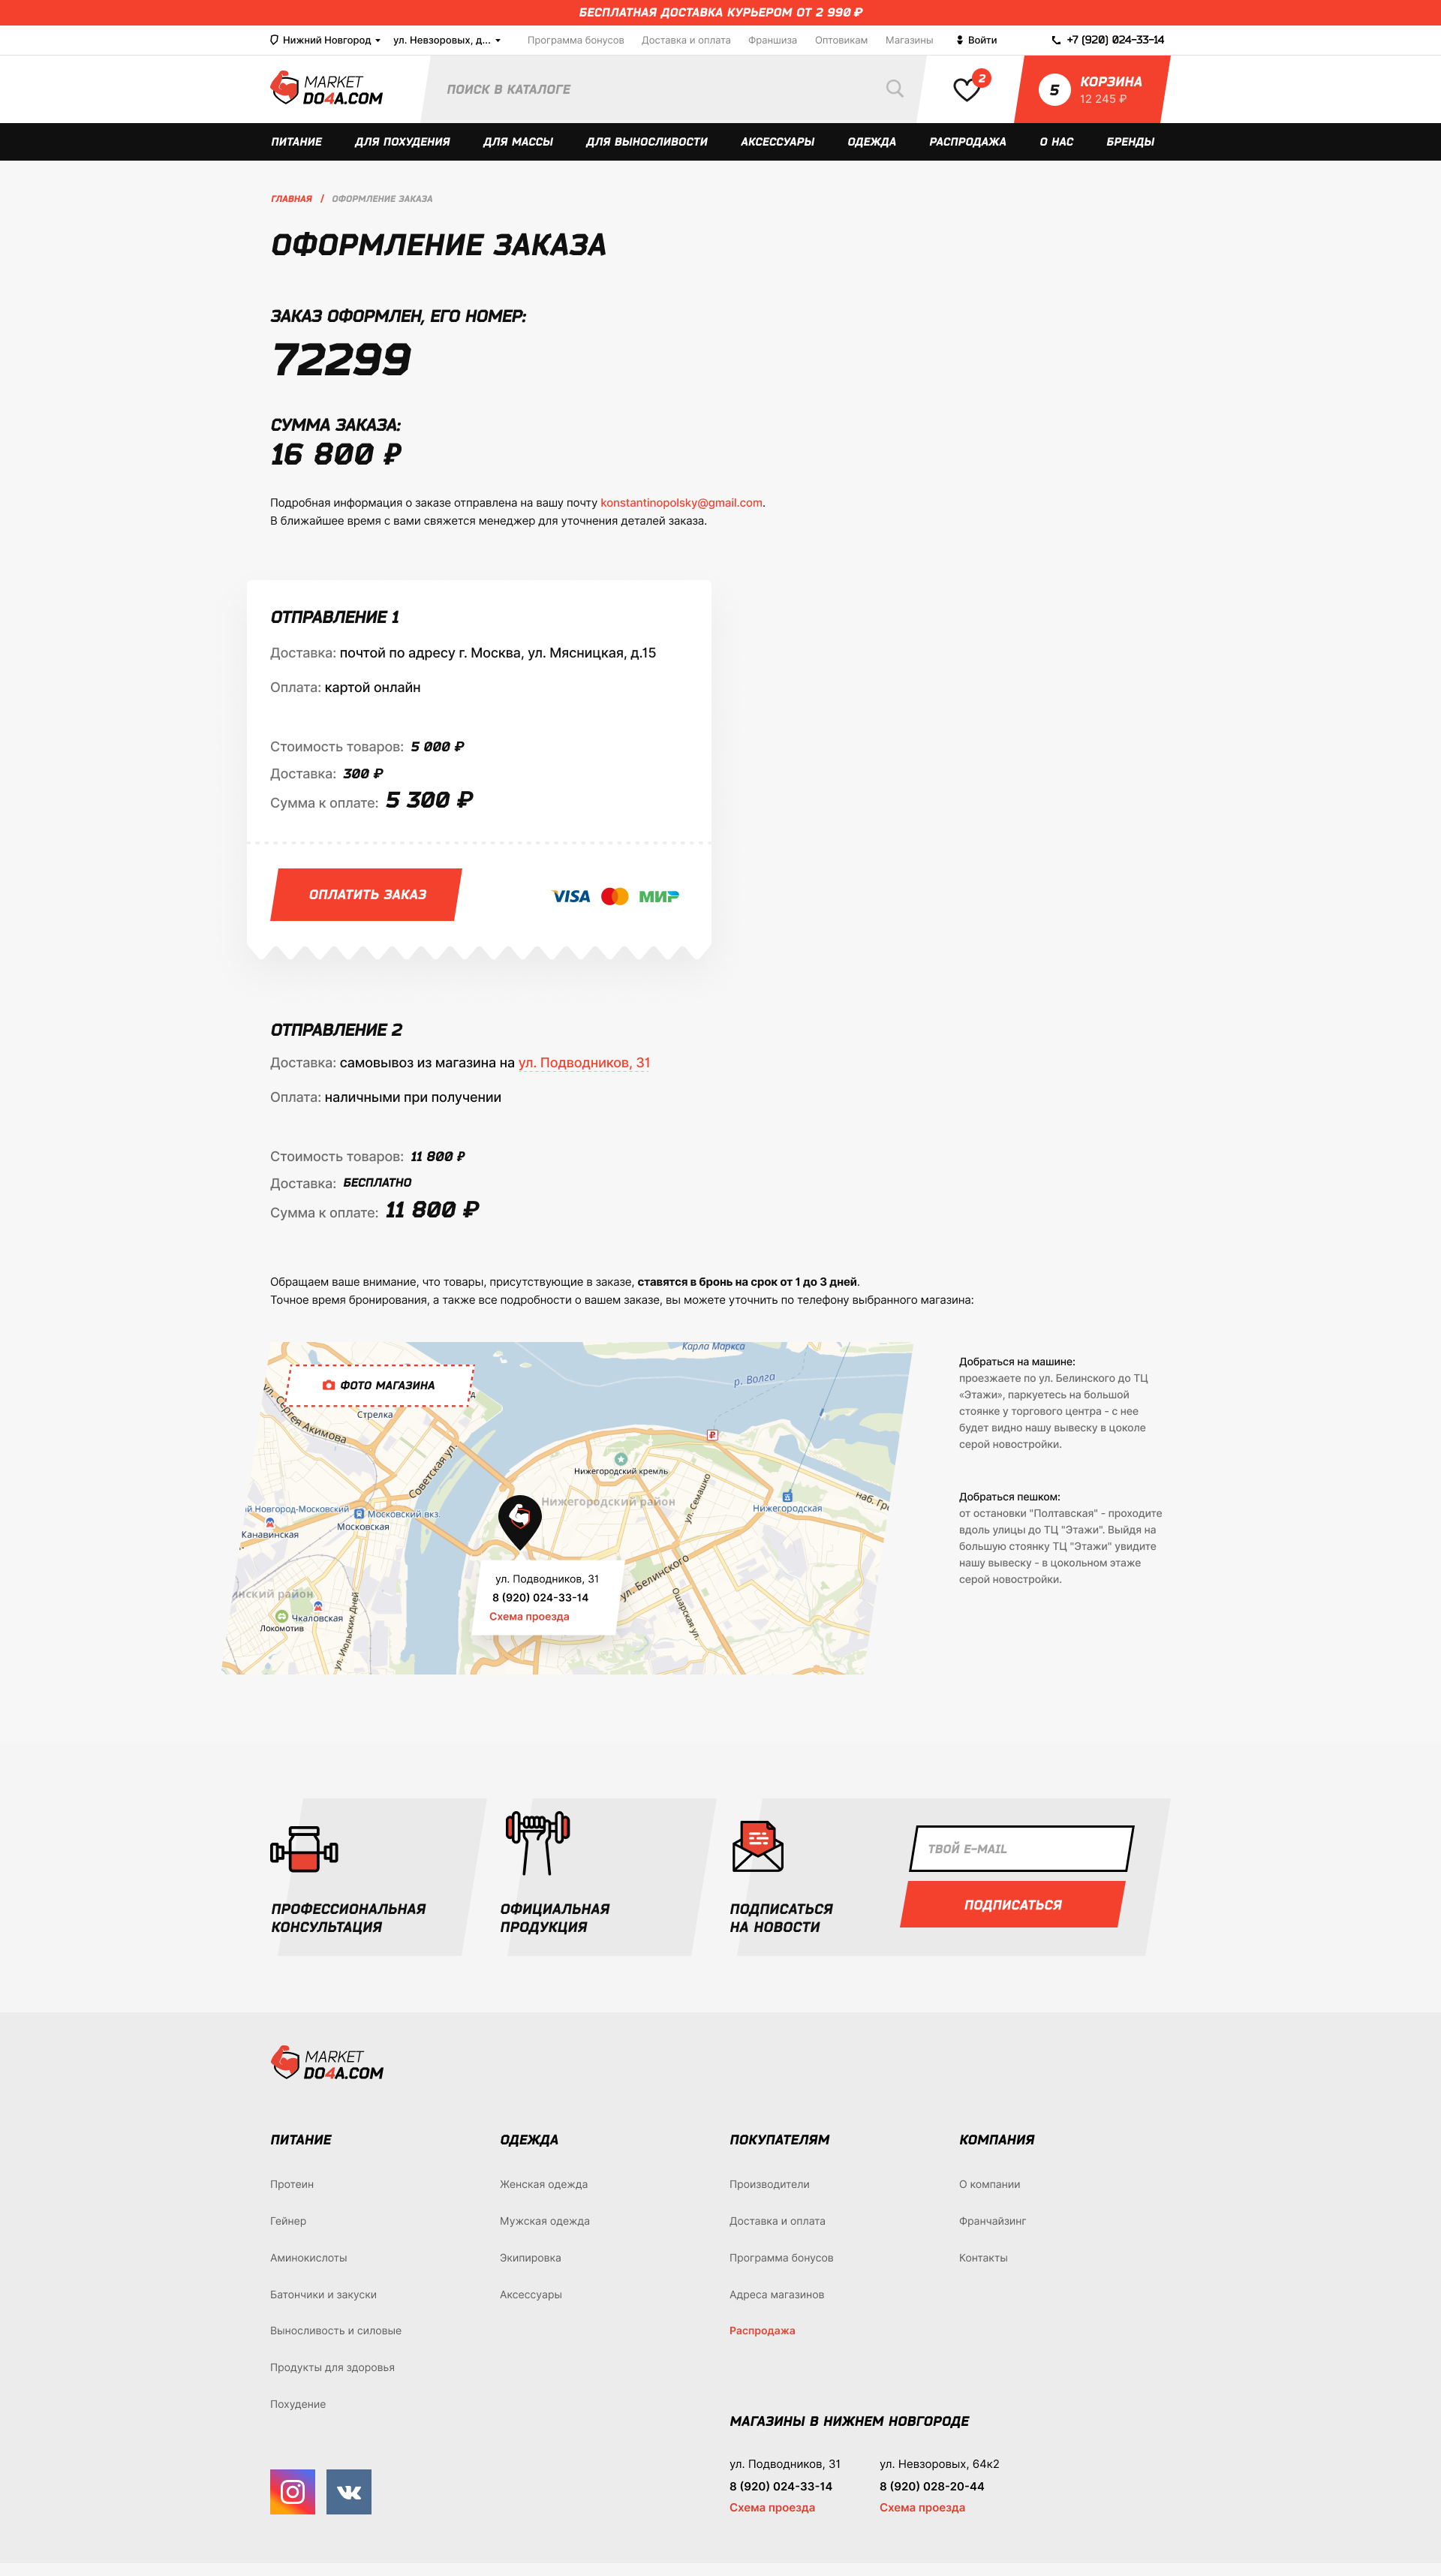 БЕСПЛАТНАЯ ДОСТАВКА КУРЬЕРОМ ОТ 2 990 ₽
Нижний Новгород
ул. Невзоровых, д...
Программа бонусов
Доставка и оплата
Франшиза
Оптовикам
Магазины
Войти
+7 (920) 024-33-14
MARKET
DO4A.COM
ПОИСК В КАТАЛОГЕ
2
5
КОРЗИНА
12 245 ₽
ПИТАНИЕ
ДЛЯ ПОХУДЕНИЯ
ДЛЯ МАССЫ
ДЛЯ ВЫНОСЛИВОСТИ
АКСЕССУАРЫ
ОДЕЖДА
РАСПРОДАЖА
О НАС
БРЕНДЫ
ГЛАВНАЯ / ОФОРМЛЕНИЕ ЗАКАЗА
ОФОРМЛЕНИЕ ЗАКАЗА
ЗАКАЗ ОФОРМЛЕН, ЕГО НОМЕР:
72299
СУММА ЗАКАЗА:
16 800 ₽
Подробная информация о заказе отправлена на вашу почту konstantinopolsky@gmail.com.
В ближайшее время с вами свяжется менеджер для уточнения деталей заказа.
ОТПРАВЛЕНИЕ 1
Доставка: почтой по адресу г. Москва, ул. Мясницкая, д.15
Оплата: картой онлайн
Стоимость товаров: 5 000 ₽
Доставка: 300 ₽
Сумма к оплате: 5 300 ₽
ОПЛАТИТЬ ЗАКАЗ
VISA
МИР
ОТПРАВЛЕНИЕ 2
Доставка: самовывоз из магазина на ул. Подводников, 31
Оплата: наличными при получении
Стоимость товаров: 11 800 ₽
Доставка: БЕСПЛАТНО
Сумма к оплате: 11 800 ₽
Обращаем ваше внимание, что товары, присутствующие в заказе, ставятся в бронь на срок от 1 до 3 дней.
Точное время бронирования, а также все подробности о вашем заказе, вы можете уточнить по телефону выбранного магазина:
Карла Маркса
р. Волга
ФОТО МАГАЗИНА
Стрелка
ул. Сергея Акимова
Советская ул.
Нижегородский кремль
Нижегородский район
ул. Семашко
Нижегородская
наб. Гре
й Новгород-Московский
Московский вкз.
Московская
Канавинская
инский район
Чкаловская
Локомотив
ул. Июльских Дней
ул. Белинского
Ошарская ул.
ул. Подводников, 31
8 (920) 024-33-14
Схема проезда
Добраться на машине:
проезжаете по ул. Белинского до ТЦ
«Этажи», паркуетесь на большой
стоянке у торгового центра - с нее
будет видно нашу вывеску в цоколе
серой новостройки.
Добраться пешком:
от остановки "Полтавская" - проходите
вдоль улицы до ТЦ "Этажи". Выйдя на
большую стоянку ТЦ "Этажи" увидите
нашу вывеску - в цокольном этаже
серой новостройки.
ПРОФЕССИОНАЛЬНАЯ
КОНСУЛЬТАЦИЯ
ОФИЦИАЛЬНАЯ
ПРОДУКЦИЯ
ПОДПИСАТЬСЯ
НА НОВОСТИ
ТВОЙ E-MAIL
ПОДПИСАТЬСЯ
MARKET
DO4A.COM
ПИТАНИЕ
Протеин
Гейнер
Аминокислоты
Батончики и закуски
Выносливость и силовые
Продукты для здоровья
Похудение
ОДЕЖДА
Женская одежда
Мужская одежда
Экипировка
Аксессуары
ПОКУПАТЕЛЯМ
Производители
Доставка и оплата
Программа бонусов
Адреса магазинов
Распродажа
КОМПАНИЯ
О компании
Франчайзинг
Контакты
МАГАЗИНЫ В НИЖНЕМ НОВГОРОДЕ
ул. Подводников, 31
8 (920) 024-33-14
Схема проезда
ул. Невзоровых, 64к2
8 (920) 028-20-44
Схема проезда